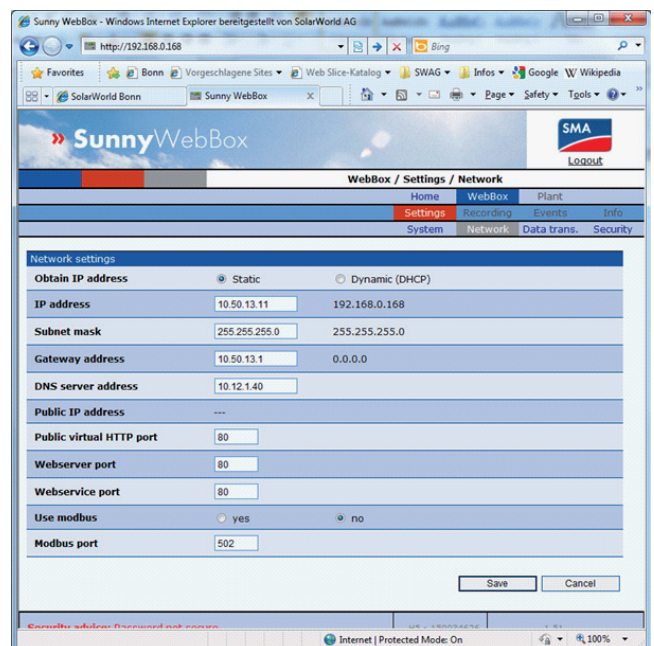 Sunny WebBox - Windows Internet Explorer bereitgestellt von SolarWorld AG
http://192.168.0.168
Bing
Favorites Bonn Vorgeschlagene Sites Web Slice-Katalog SWAG Infos Google W Wikipedia
SolarWorld Bonn Sunny WebBox x Page Safety Tools
» SunnyWebBox
SMA
Logout
WebBox / Settings / Network
Home WebBox Plant
Settings Recording Events Info
System Network Data trans. Security
Network settings
Obtain IP address Static Dynamic (DHCP)
IP address 10.50.13.11 192.168.0.168
Subnet mask 255.255.255.0 255.255.255.0
Gateway address 10.50.13.1 0.0.0.0
DNS server address 10.12.1.40
Public IP address ---
Public virtual HTTP port 80
Webserver port 80
Webservice port 80
Use modbus yes no
Modbus port 502
Save Cancel
Security advice: Password not secure
Internet | Protected Mode: On 100%